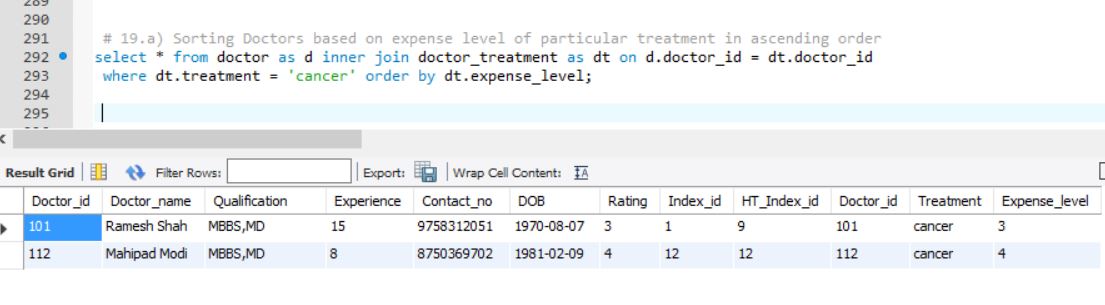 289
290
291 # 19.a) Sorting Doctors based on expense level of particular treatment in ascending order
292 select * from doctor as d inner join doctor_treatment as dt on d.doctor_id = dt.doctor_id
293 where dt.treatment = 'cancer' order by dt.expense_level;
294
295
Result Grid Filter Rows: Export: Wrap Cell Content: IA
Doctor_id Doctor_name Qualification Experience Contact_no DOB Rating Index_id HT_Index_id Doctor_id Treatment Expense_level
101 Ramesh Shah MBBS,MD 15 9758312051 1970-08-07 3 1 9 101 cancer 3
112 Mahipad Modi MBBS,MD 8 8750369702 1981-02-09 4 12 12 112 cancer 4